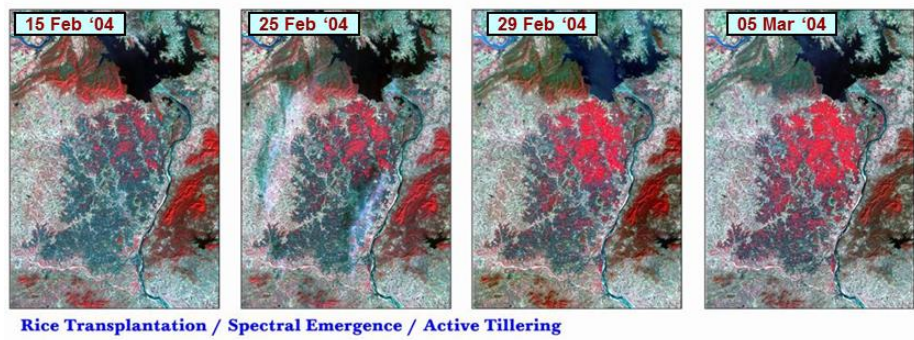 15 Feb ‘04
25 Feb ‘04
29 Feb ‘04
05 Mar ‘04
Rice Transplantation / Spectral Emergence / Active Tillering